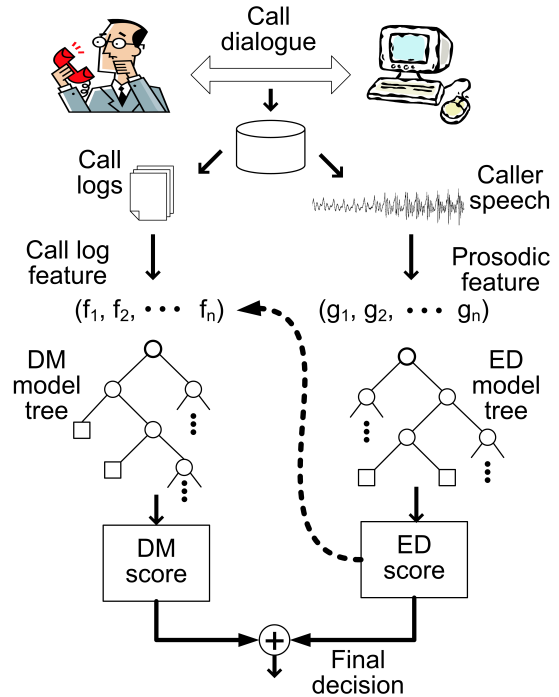 Call
dialogue
Call
logs
Caller
speech
Call log
feature
Prosodic
feature
(f1, f2, ••• fn)
(g1, g2, ••• gn)
DM
model
tree
ED
model
tree
DM
score
ED
score
+
Final
decision